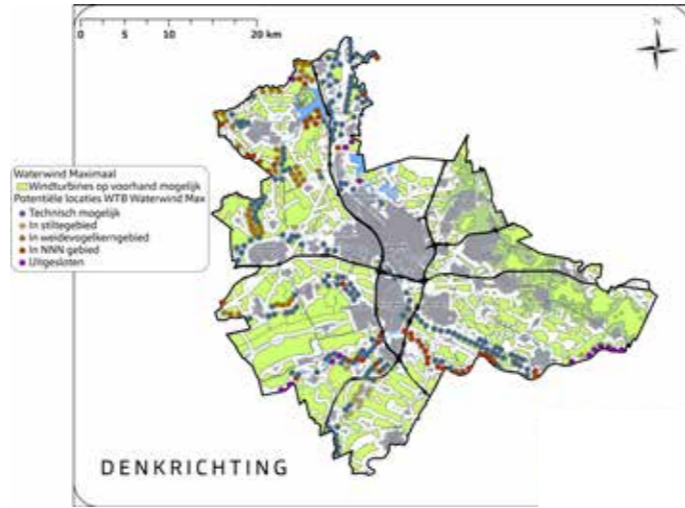 0 5 10 20 km
N
Waterwind Maximaal
Windturbines op voorhand mogelijk
Potentiële locaties WTB Waterwind Max
Technisch mogelijk
In stiltegebied
In weidevogelkerngebied
In NNN gebied
Uitgesloten
DENKRICHTING